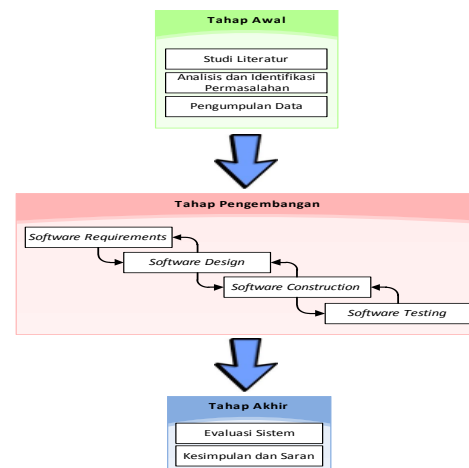 Tahap Awal
Studi Literatur
Analisis dan Identifikasi
Permasalahan
Pengumpulan Data
Tahap Pengembangan
Software Requirements
Software Design
Software Construction
Software Testing
Tahap Akhir
Evaluasi Sistem
Kesimpulan dan Saran